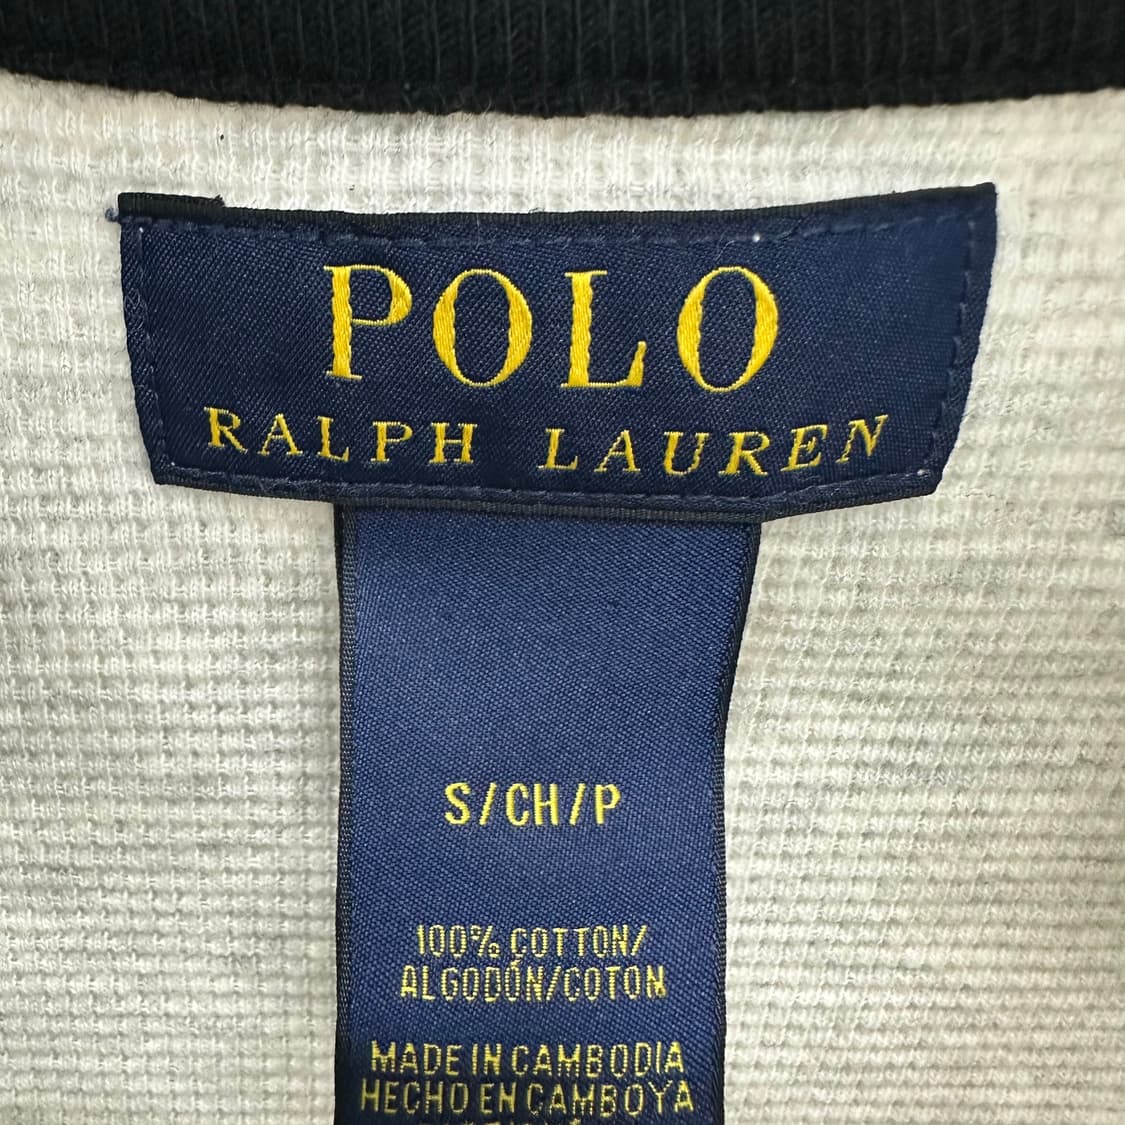 POLO
RALPH LAUREN
S/CH/P
100% COTTON/
ALGODÓN/COTON
MADE IN CAMBODIA
HECHO EN CAMBOYA